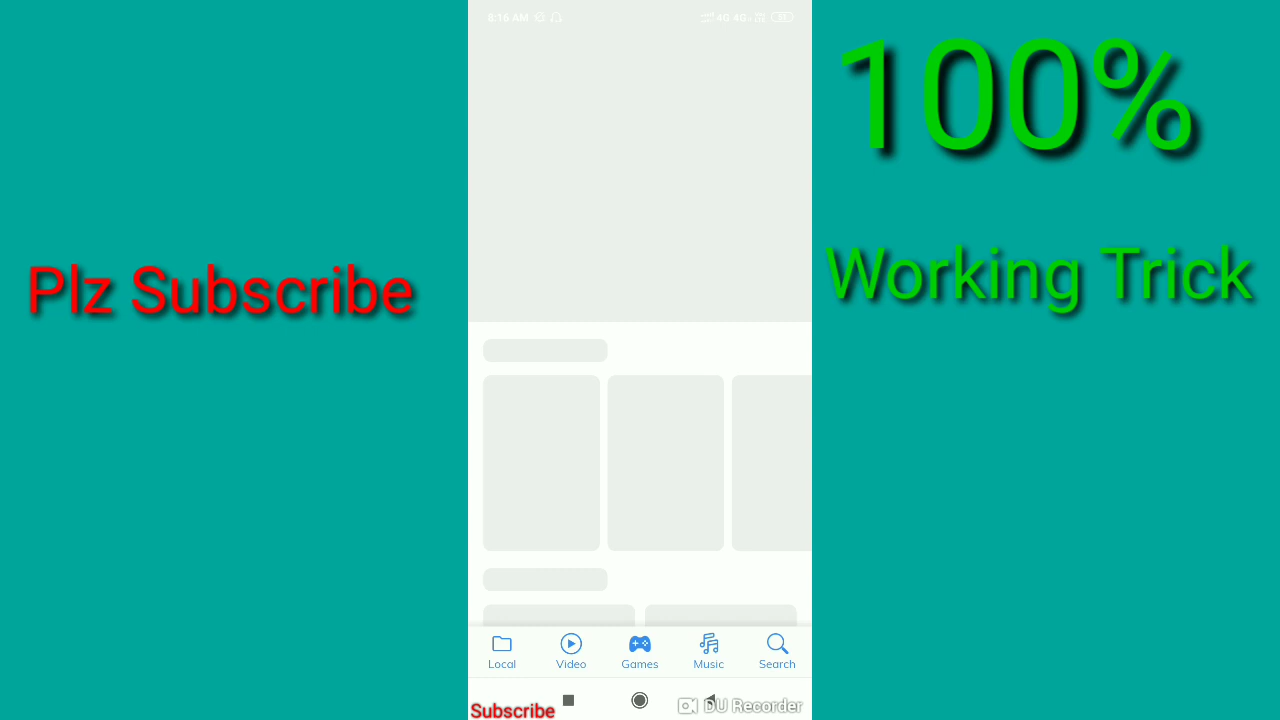 8:16 AM
4G 4G+
100%
Plz Subscribe
Working Trick
Local
Video
Games
Music
Search
Subscribe
DU Recorder